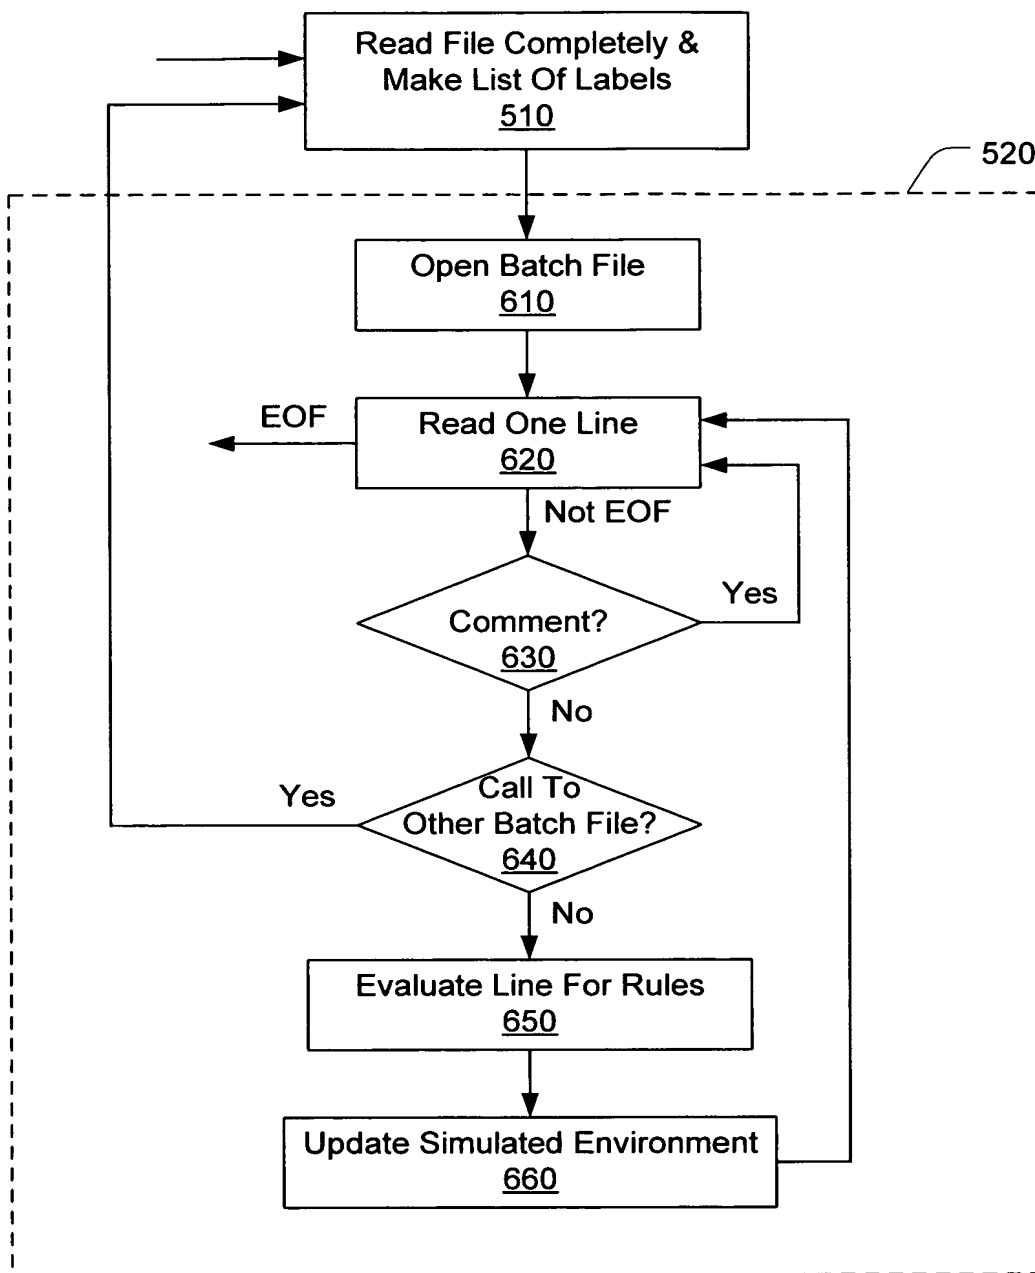 Read File Completely &
Make List Of Labels
510
520
Open Batch File
610
EOF
Read One Line
620
Not EOF
Yes
Comment?
630
No
Yes
Call To
Other Batch File?
640
No
Evaluate Line For Rules
650
Update Simulated Environment
660